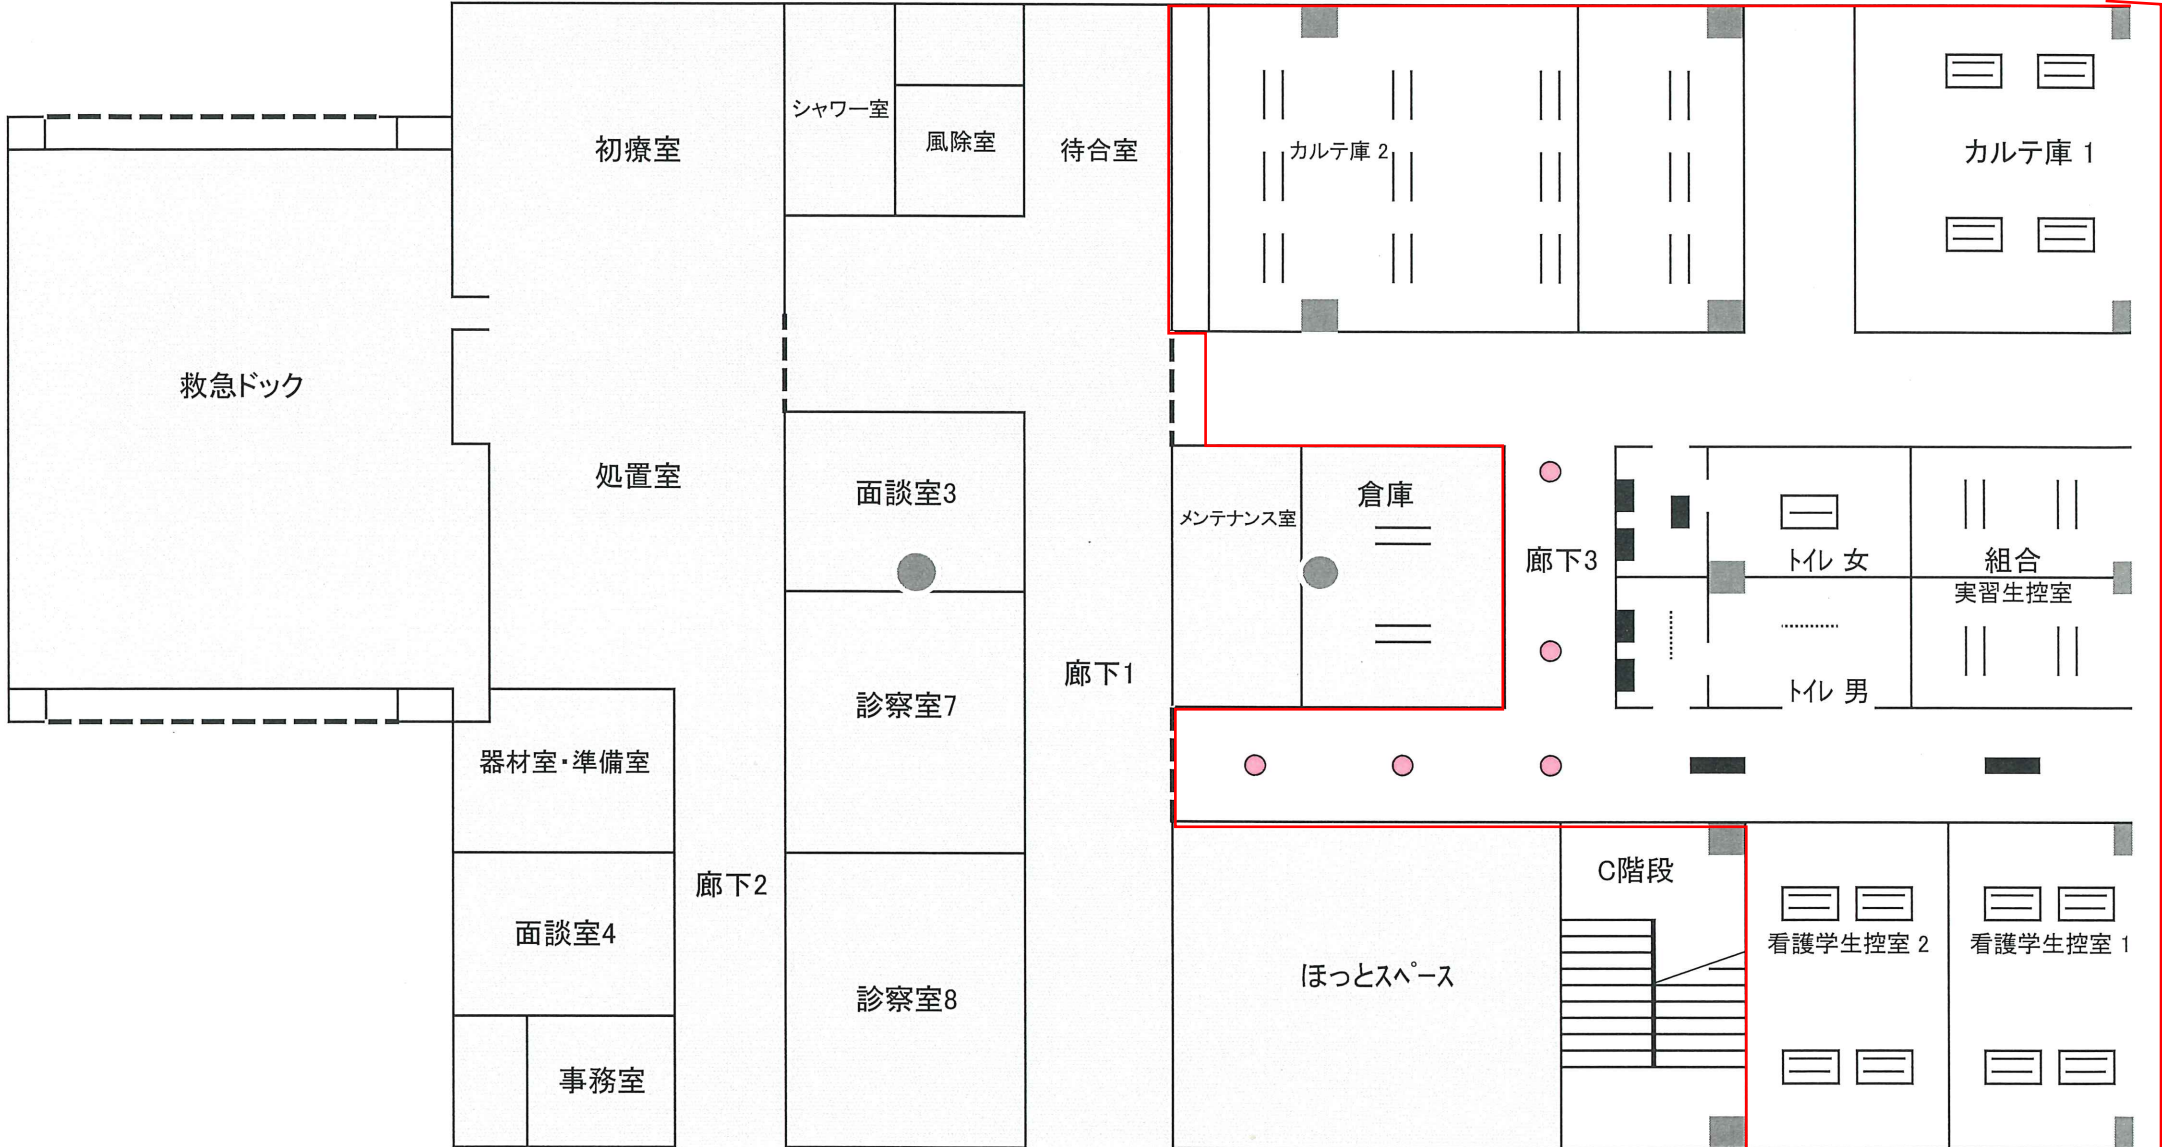 シャワー室
風除室
初療室
待合室
カルテ庫 2
カルテ庫 1
救急ドック
処置室
面談室3
メンテナンス室
倉庫
廊下3
トイレ 女
組合
実習生控室
廊下1
トイレ 男
診察室7
器材室・準備室
廊下2
C階段
面談室4
看護学生控室 2
看護学生控室 1
ほっとスペース
診察室8
事務室